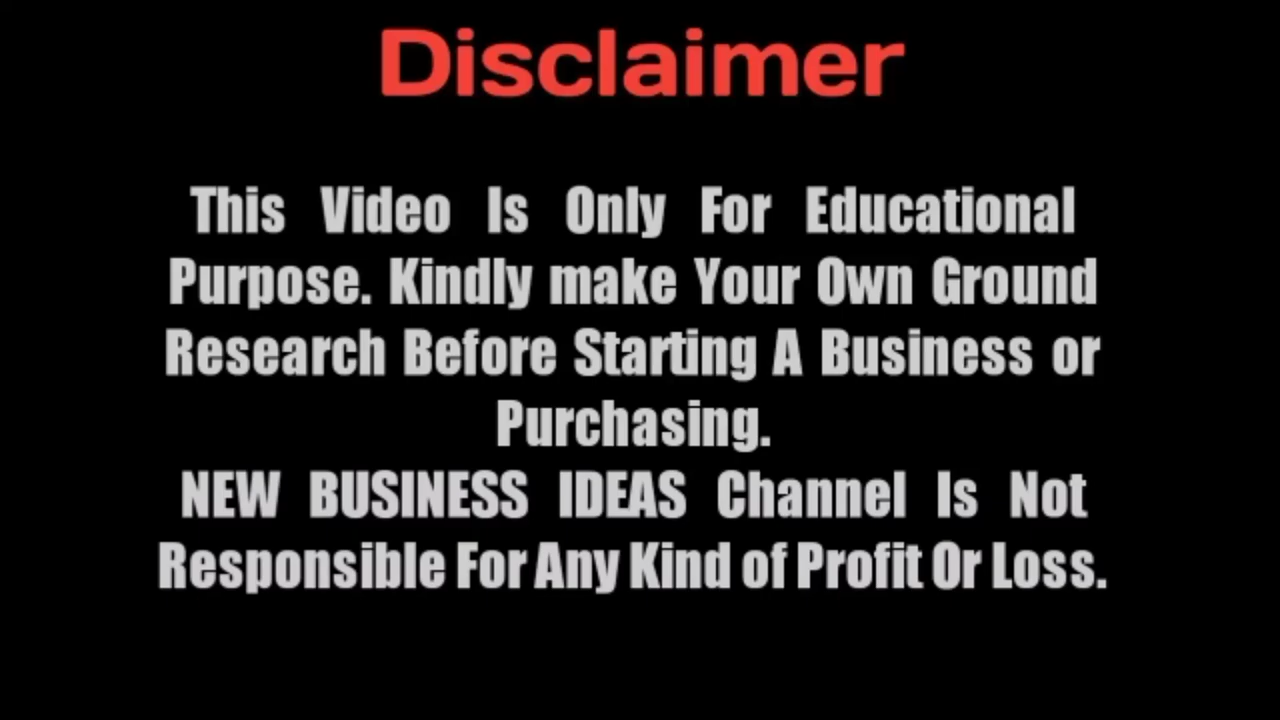 Disclaimer
This Video Is Only For Educational
Purpose. Kindly make Your Own Ground
Research Before Starting A Business or
Purchasing.
NEW BUSINESS IDEAS Channel Is Not
Responsible For Any Kind of Profit Or Loss.